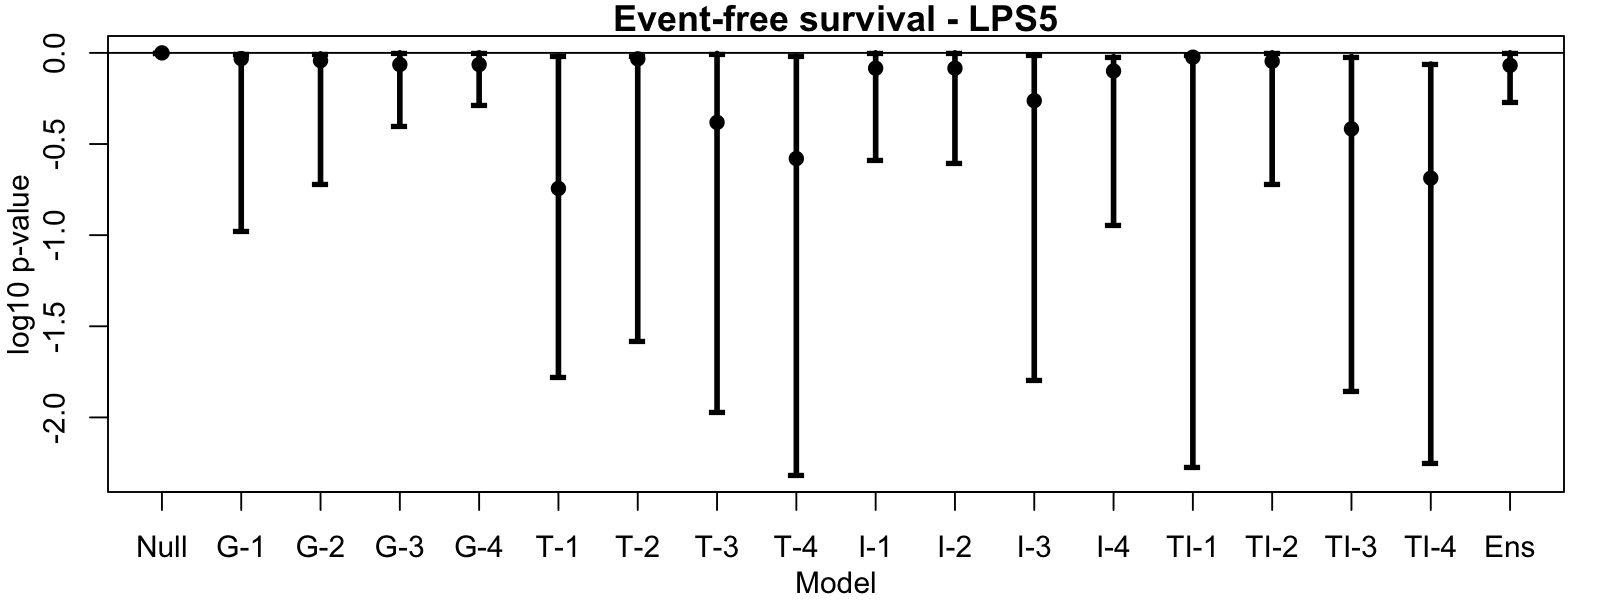 Event-free survival - LPS5
log10 p-value
0.0
-0.5
-1.0
-1.5
-2.0
Null G-1 G-2 G-3 G-4 T-1 T-2 T-3 T-4 I-1 I-2 I-3 I-4 TI-1 TI-2 TI-3 TI-4 Ens
Model